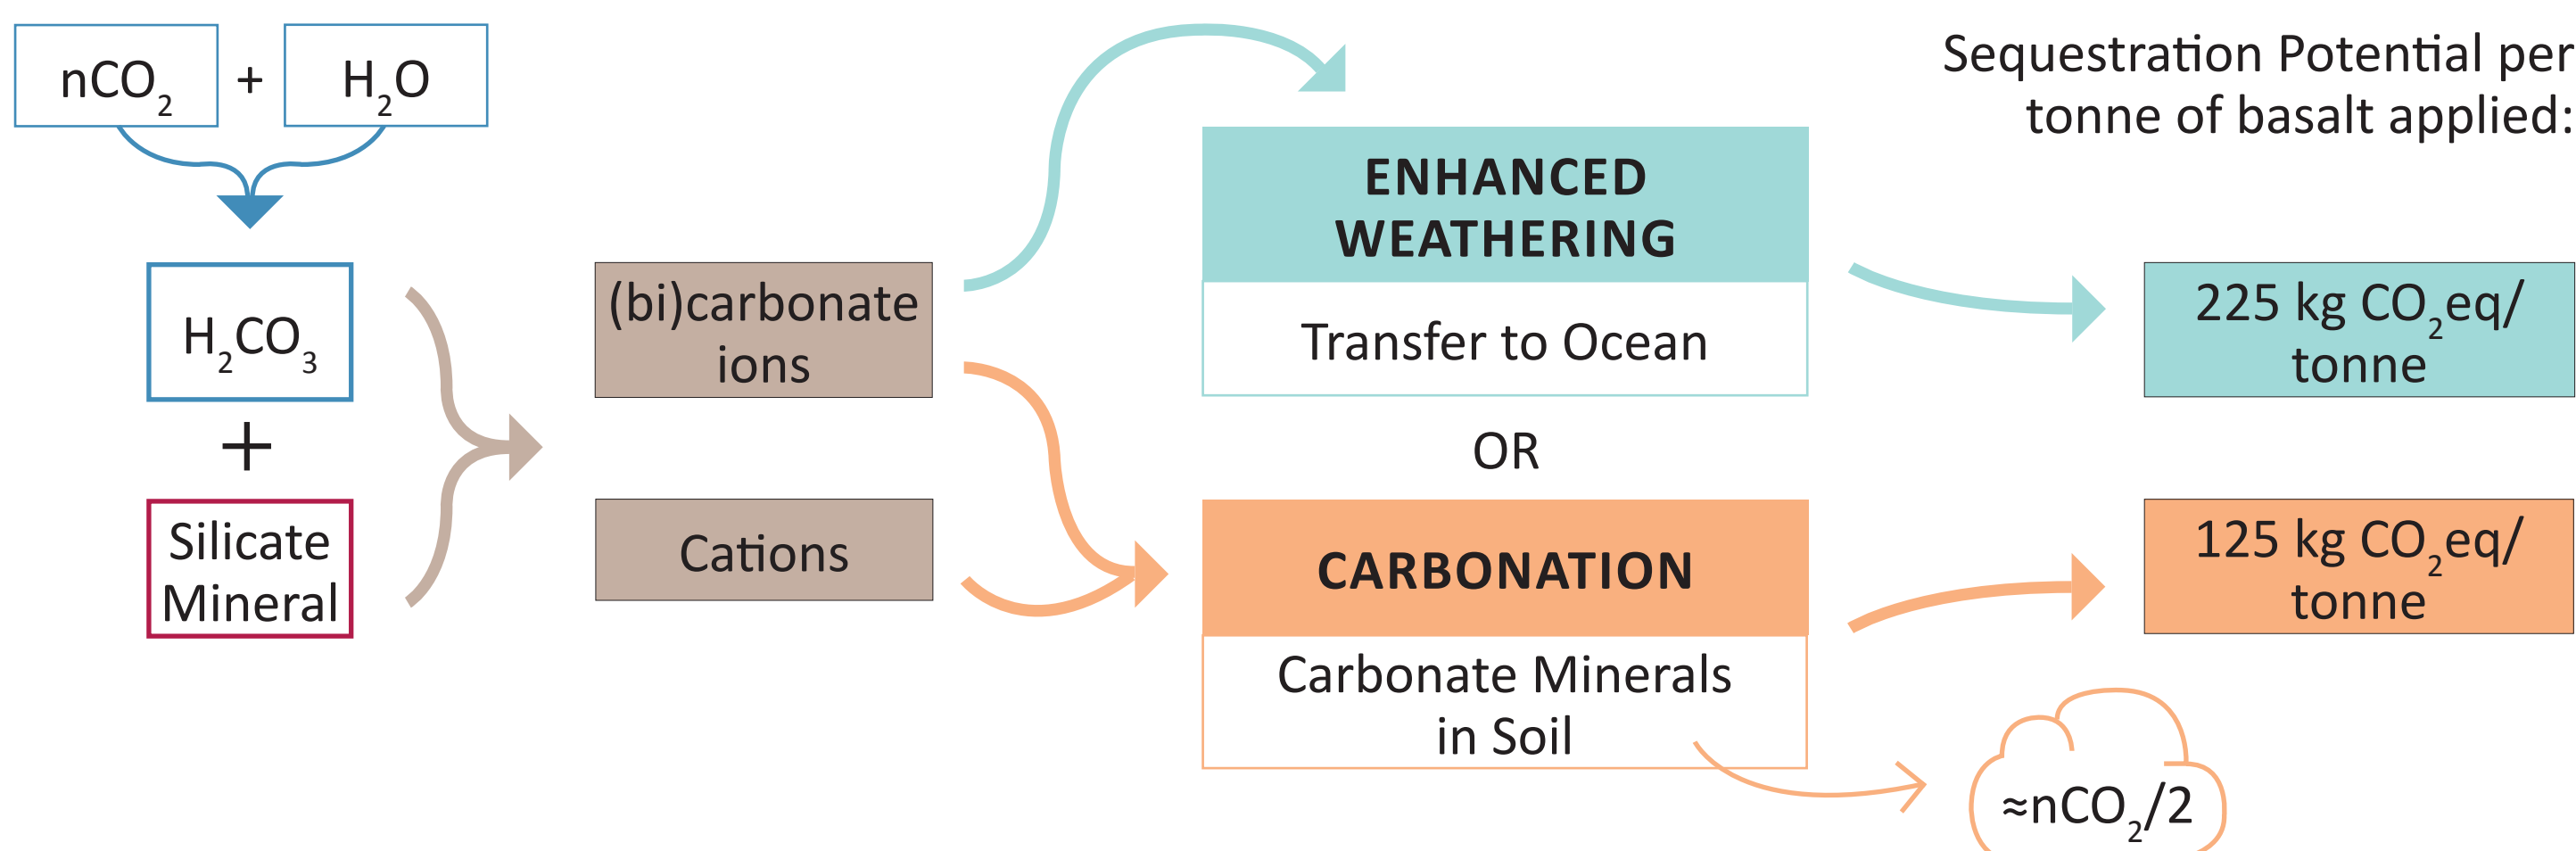 nCO₂ + H₂O
H₂CO₃
+
Silicate
Mineral
(bi)carbonate
ions
Cations
ENHANCED
WEATHERING
Transfer to Ocean
OR
CARBONATION
Carbonate Minerals
in Soil
Sequestration Potential per
tonne of basalt applied:
225 kg CO₂eq/
tonne
125 kg CO₂eq/
tonne
≈nCO₂/2